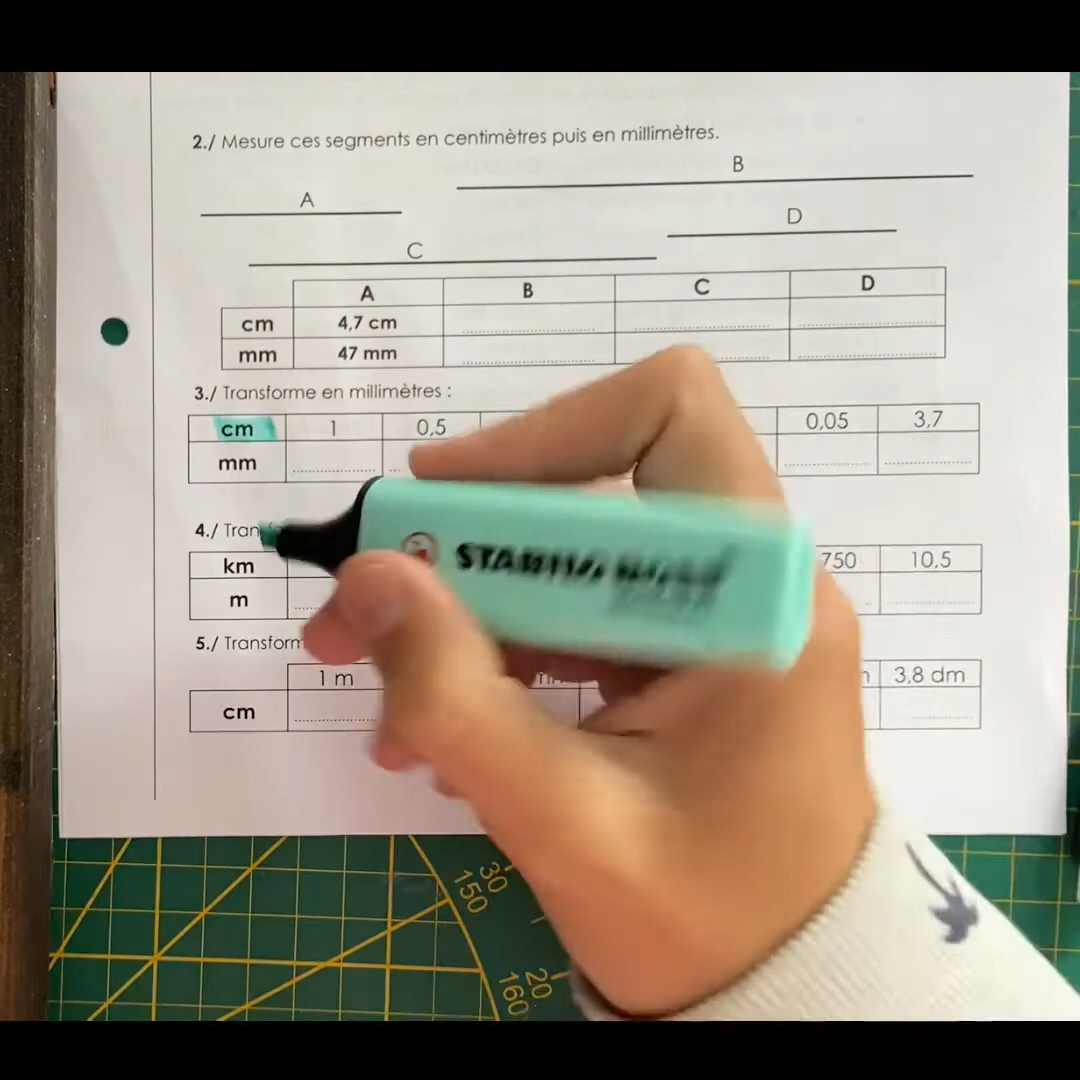 2./ Mesure ces segments en centimètres puis en millimètres.
B
A
D
C
A B C D
cm 4,7 cm
mm 47 mm
3./ Transforme en millimètres :
cm 1 0,5 0,05 3,7
mm
4./
km 750 10,5
m
STABILO BOSS
5./
1 m 3,8 dm
cm
30
150
20
160